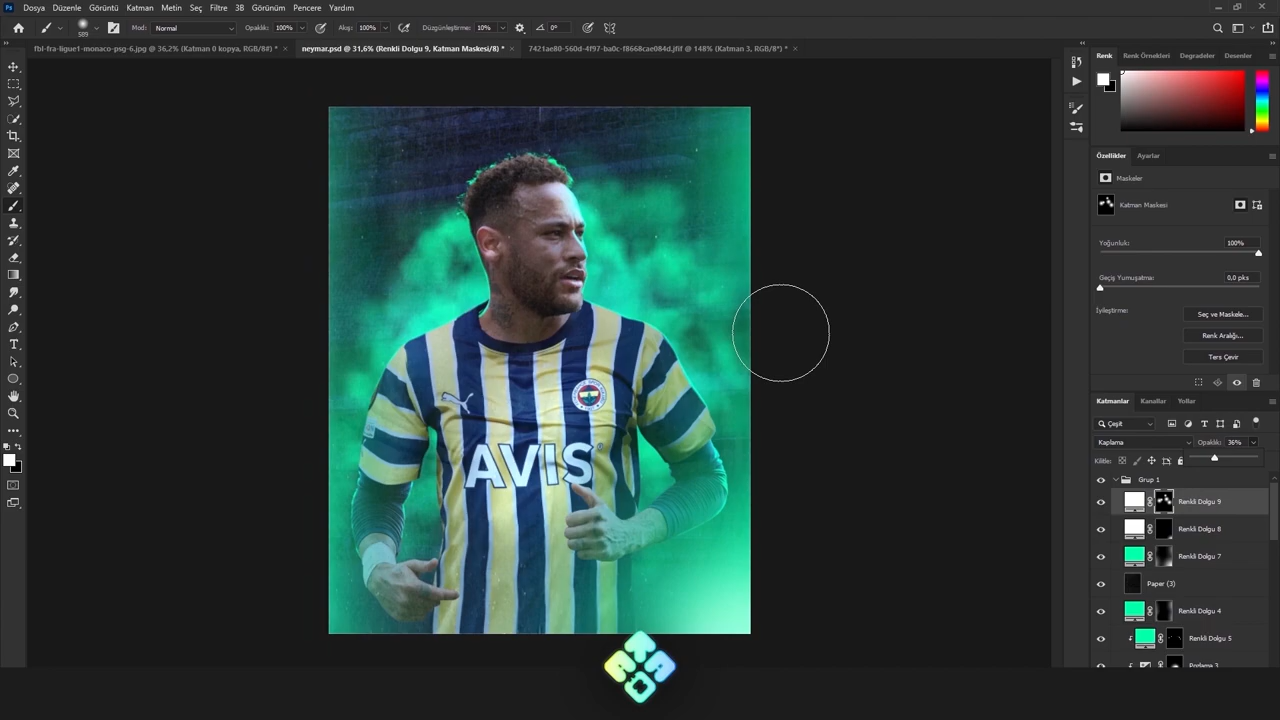 Dosya Düzenle Görüntü Katman Metin Seç Filtre 3B Görünüm Pencere Yardım
589 Mod: Normal Opaklık: 100% Akış: 100% Düzgünleştirme: 10% 0°
fbl-fra-ligue1-monaco-psg-6.jpg @ 36,2% (Katman 0 kopya, RGB/8#) * × neymar.psd @ 31,6% (Renkli Dolgu 9, Katman Maskesi/8) * × 7421ae80-560d-4f97-ba0c-f8668cae084d.jfif @ 148% (Katman 3, RGB/8*) * ×
Renk Renk Örnekleri Degradeler Desenler
Özellikler Ayarlar
Maskeler
Katman Maskesi
Yoğunluk: 100%
Geçiş Yumuşatma: 0,0 pks
İyileştirme: Seç ve Maskele...
Renk Aralığı...
Ters Çevir
Katmanlar Kanallar Yollar
Çeşit
Kaplama Opaklık: 36%
Kilitle:
Grup 1
Renkli Dolgu 9
Renkli Dolgu 8
Renkli Dolgu 7
Paper (3)
Renkli Dolgu 4
Renkli Dolgu 5
Pozlama 3
AVIS